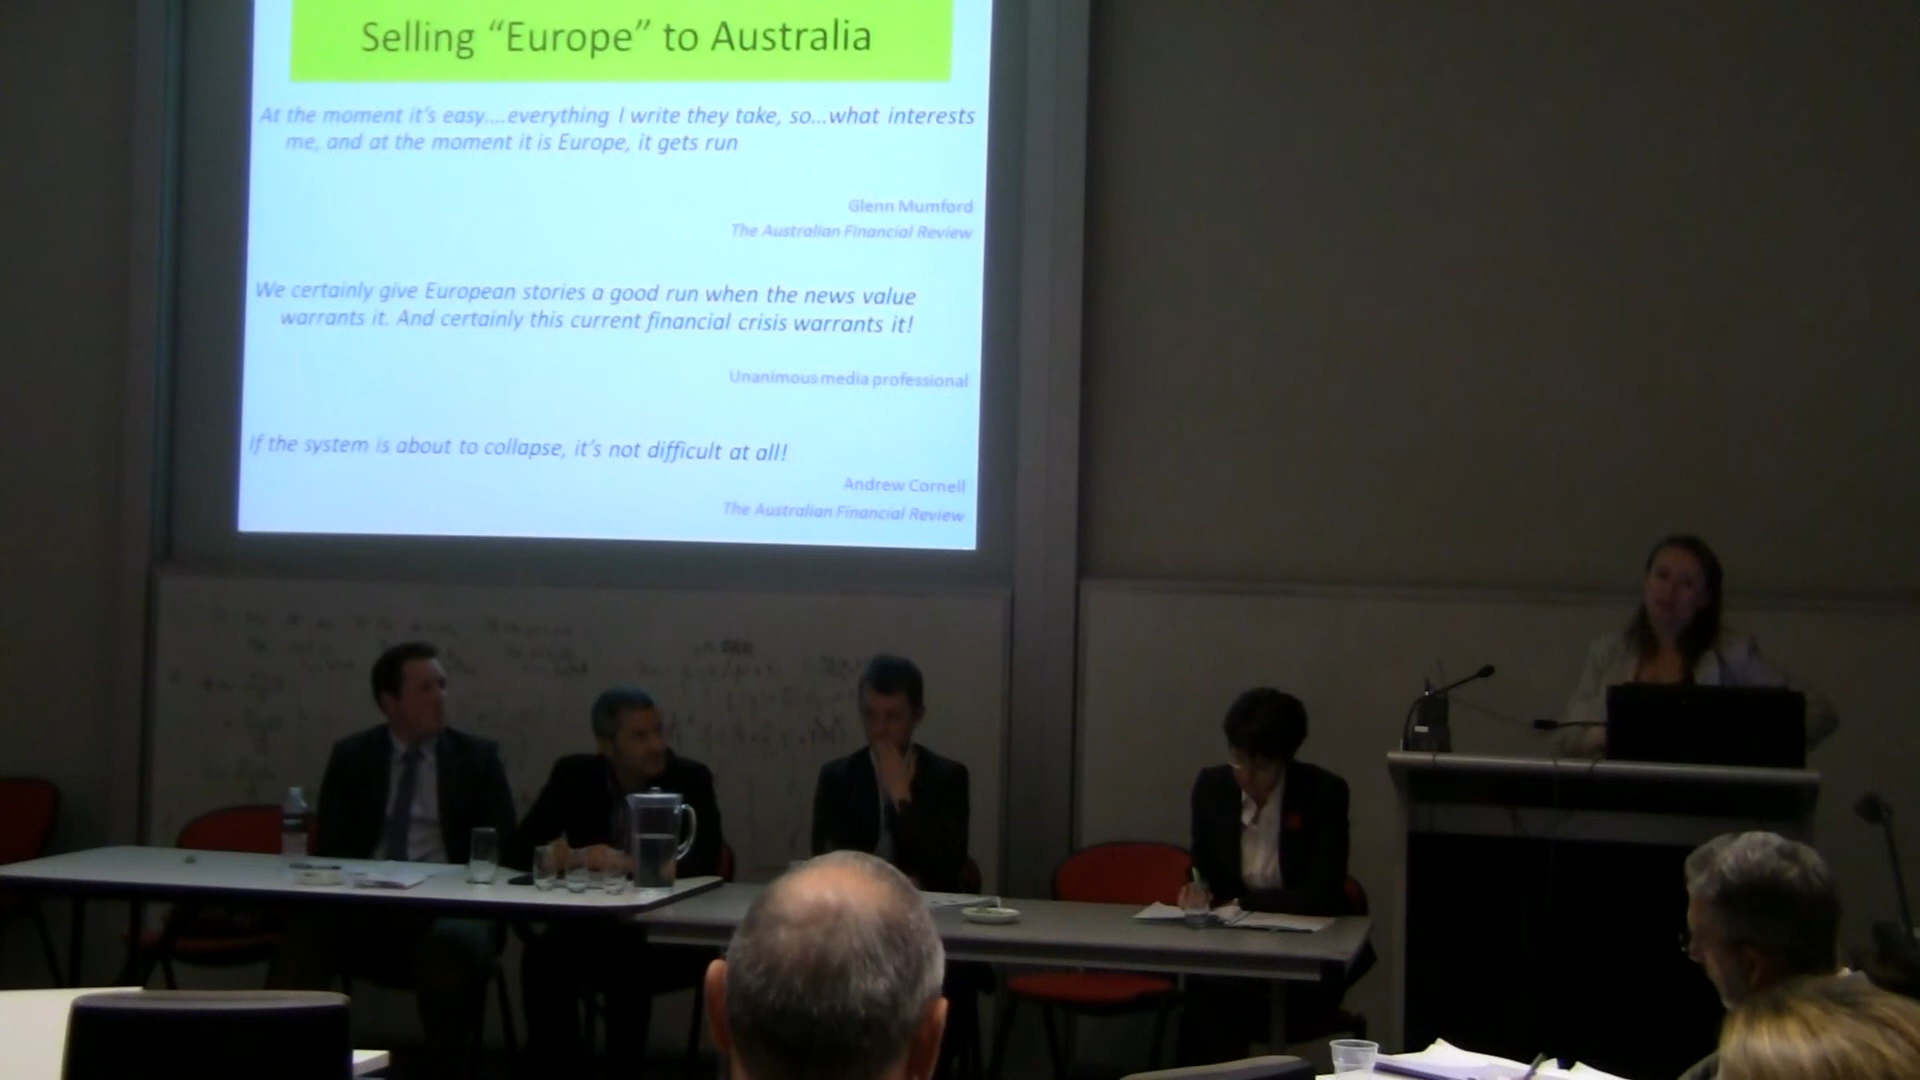 Selling “Europe” to Australia
At the moment it’s easy....everything I write they take, so...what interests
me, and at the moment it is Europe, it gets run
Glenn Mumford
The Australian Financial Review
We certainly give European stories a good run when the news value
warrants it. And certainly this current financial crisis warrants it!
Unanimous media professional
If the system is about to collapse, it’s not difficult at all!
Andrew Cornell
The Australian Financial Review